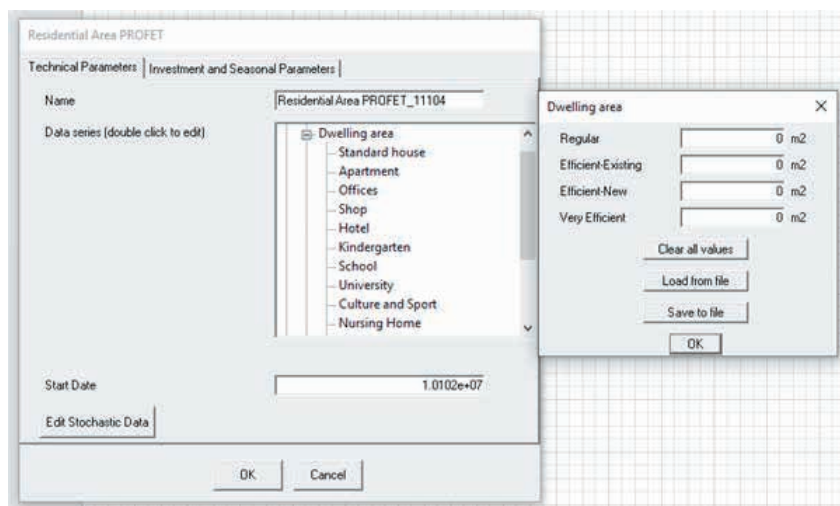 Residential Area PROFET
Technical Parameters
Investment and Seasonal Parameters
Name
Residential Area PROFET_11104
Data series (double click to edit)
Dwelling area
Standard house
Apartment
Offices
Shop
Hotel
Kindergarten
School
University
Culture and Sport
Nursing Home
Start Date
1.0102e+07
Edit Stochastic Data
OK
Cancel
Dwelling area
Regular 0 m2
Efficient-Existing 0 m2
Efficient-New 0 m2
Very Efficient 0 m2
Clear all values
Load from file
Save to file
OK